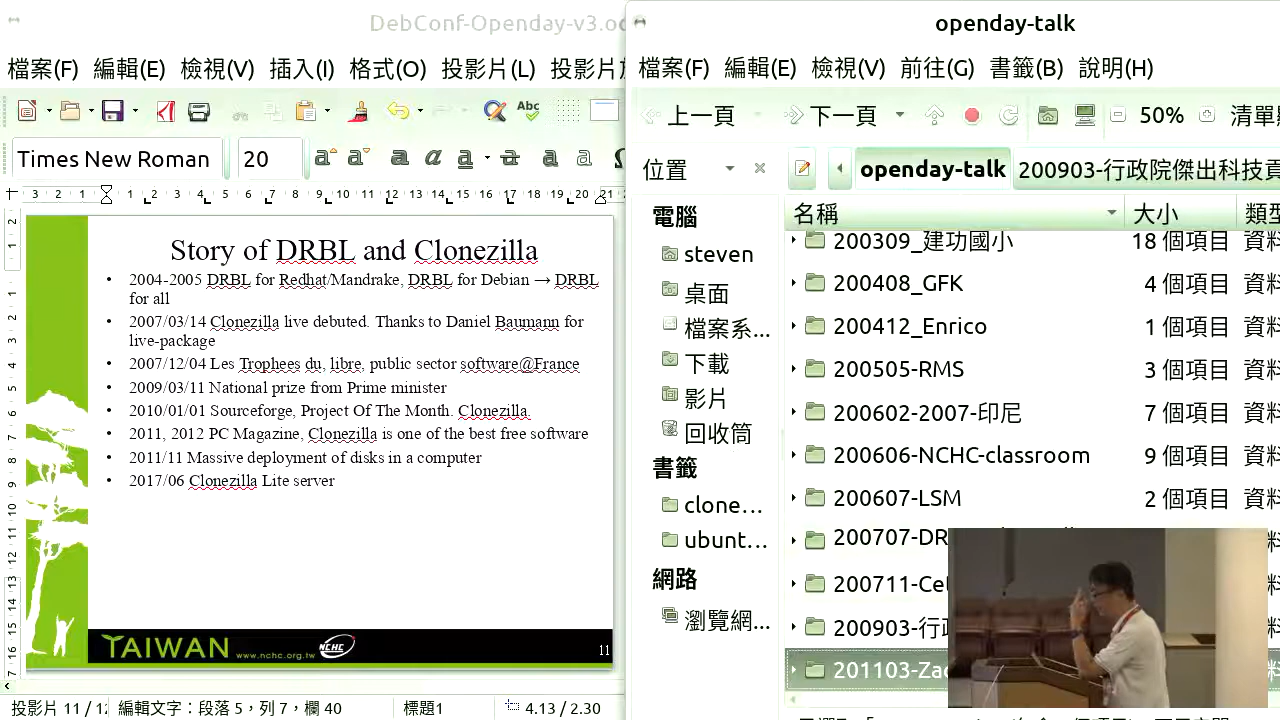 DebConf-Openday-v3.od
檔案(F) 編輯(E) 檢視(V) 插入(I) 格式(O) 投影片(L) 投影片放
Times New Roman 20
Story of DRBL and Clonezilla
• 2004-2005 DRBL for Redhat/Mandrake, DRBL for Debian → DRBL
for all
• 2007/03/14 Clonezilla live debuted. Thanks to Daniel Baumann for
live-package
• 2007/12/04 Les Trophees du, libre, public sector software@France
• 2009/03/11 National prize from Prime minister
• 2010/01/01 Sourceforge, Project Of The Month. Clonezilla.
• 2011, 2012 PC Magazine, Clonezilla is one of the best free software
• 2011/11 Massive deployment of disks in a computer
• 2017/06 Clonezilla Lite server
TAIWAN www.nchc.org.tw NCHC 11
投影片 11 / 12 編輯文字：段落 5，列 7，欄 40 標題1 4.13 / 2.30
openday-talk
檔案(F) 編輯(E) 檢視(V) 前往(G) 書籤(B) 說明(H)
上一頁 下一頁 50% 清單
位置 openday-talk 200903-行政院傑出科技貢
電腦
steven
桌面
檔案系...
下載
影片
回收筒
書籤
clone...
ubunt...
網路
瀏覽網...
名稱 大小 類型
200309_建功國小 18 個項目 資料
200408_GFK 4 個項目 資料
200412_Enrico 1 個項目 資料
200505-RMS 3 個項目 資料
200602-2007-印尼 7 個項目 資料
200606-NCHC-classroom 9 個項目 資料
200607-LSM 2 個項目 資料
200707-DR
200711-Ce
200903-行政
201103-Za